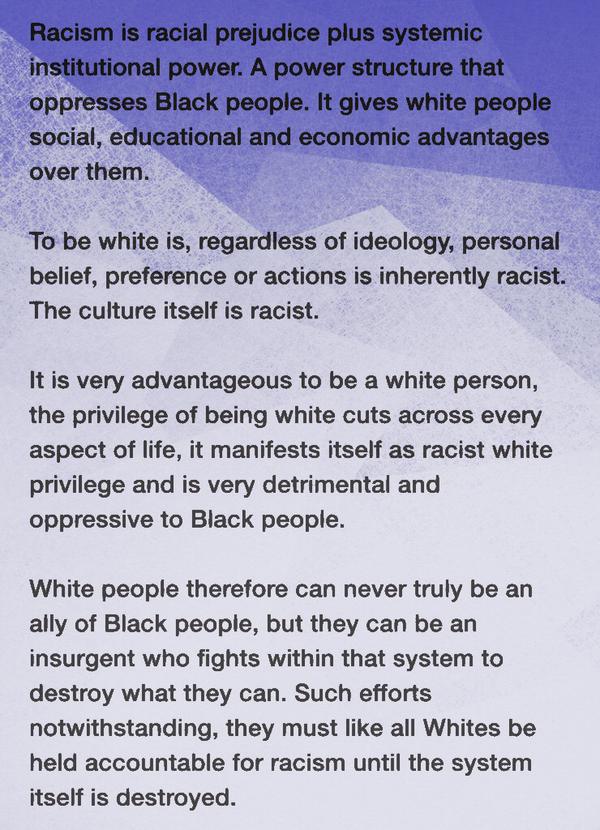 Racism is racial prejudice plus systemic
institutional power. A power structure that
oppresses Black people. It gives white people
social, educational and economic advantages
over them.
To be white is, regardless of ideology, personal
belief, preference or actions is inherently racist.
The culture itself is racist.
It is very advantageous to be a white person,
the privilege of being white cuts across every
aspect of life, it manifests itself as racist white
privilege and is very detrimental and
oppressive to Black people.
White people therefore can never truly be an
ally of Black people, but they can be an
insurgent who fights within that system to
destroy what they can. Such efforts
notwithstanding, they must like all Whites be
held accountable for racism until the system
itself is destroyed.